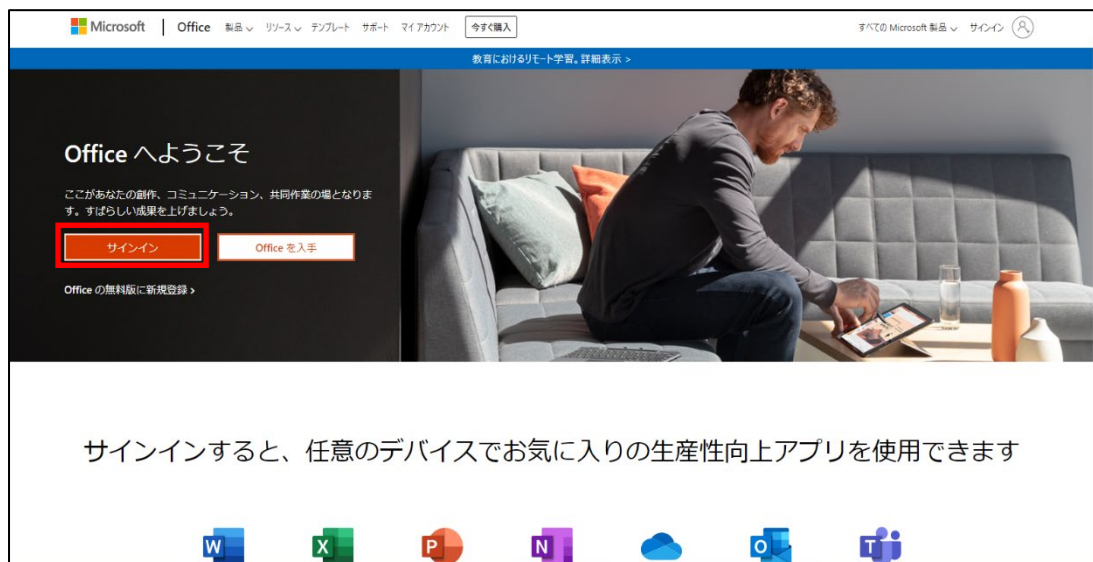 Microsoft Office 製品 リソース テンプレート サポート マイ アカウント 今すぐ購入 すべての Microsoft 製品 サインイン
教育におけるリモート学習。詳細表示 >
Office へようこそ
ここがあなたの創作、コミュニケーション、共同作業の場となりま
す。すばらしい成果を上げましょう。
サインイン Office を入手
Office の無料版に新規登録 >
サインインすると、任意のデバイスでお気に入りの生産性向上アプリを使用できます
W X P N O T